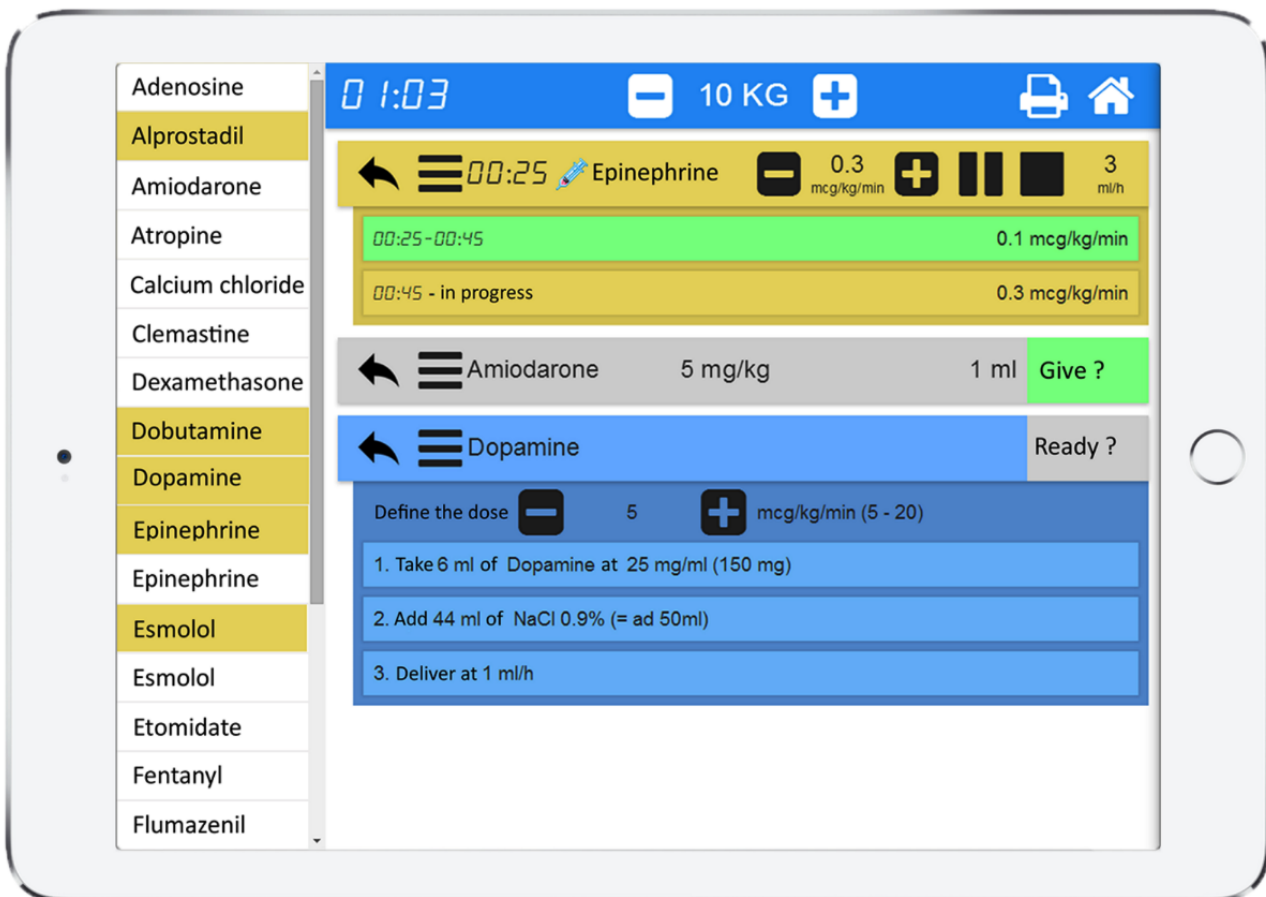 Adenosine
Alprostadil
Amiodarone
Atropine
Calcium chloride
Clemastine
Dexamethasone
Dobutamine
Dopamine
Epinephrine
Epinephrine
Esmolol
Esmolol
Etomidate
Fentanyl
Flumazenil
01:03 10 KG
00:25 Epinephrine 0.3 mcg/kg/min 3 ml/h
00:25-00:45 0.1 mcg/kg/min
00:45 - in progress 0.3 mcg/kg/min
Amiodarone 5 mg/kg 1 ml Give ?
Dopamine Ready ?
Define the dose 5 mcg/kg/min (5 - 20)
1. Take 6 ml of Dopamine at 25 mg/ml (150 mg)
2. Add 44 ml of NaCl 0.9% (= ad 50ml)
3. Deliver at 1 ml/h